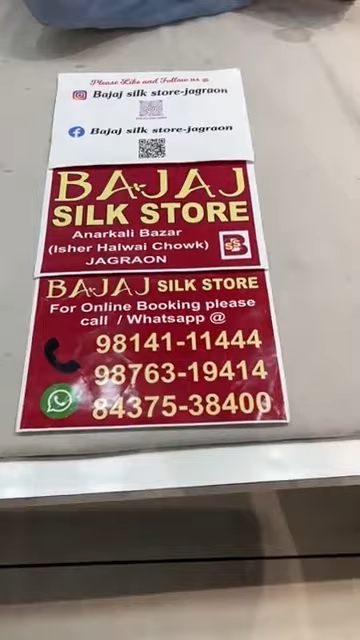 Please Like and Follow us @
Bajaj silk store-jagraon
Bajaj silk store-jagraon
BAJAJ
SILK STORE
Anarkali Bazar
(Isher Halwai Chowk)
JAGRAON
BAJAJ SILK STORE
For Online Booking please
call / Whatsapp @
98141-11444
98763-19414
84375-38400